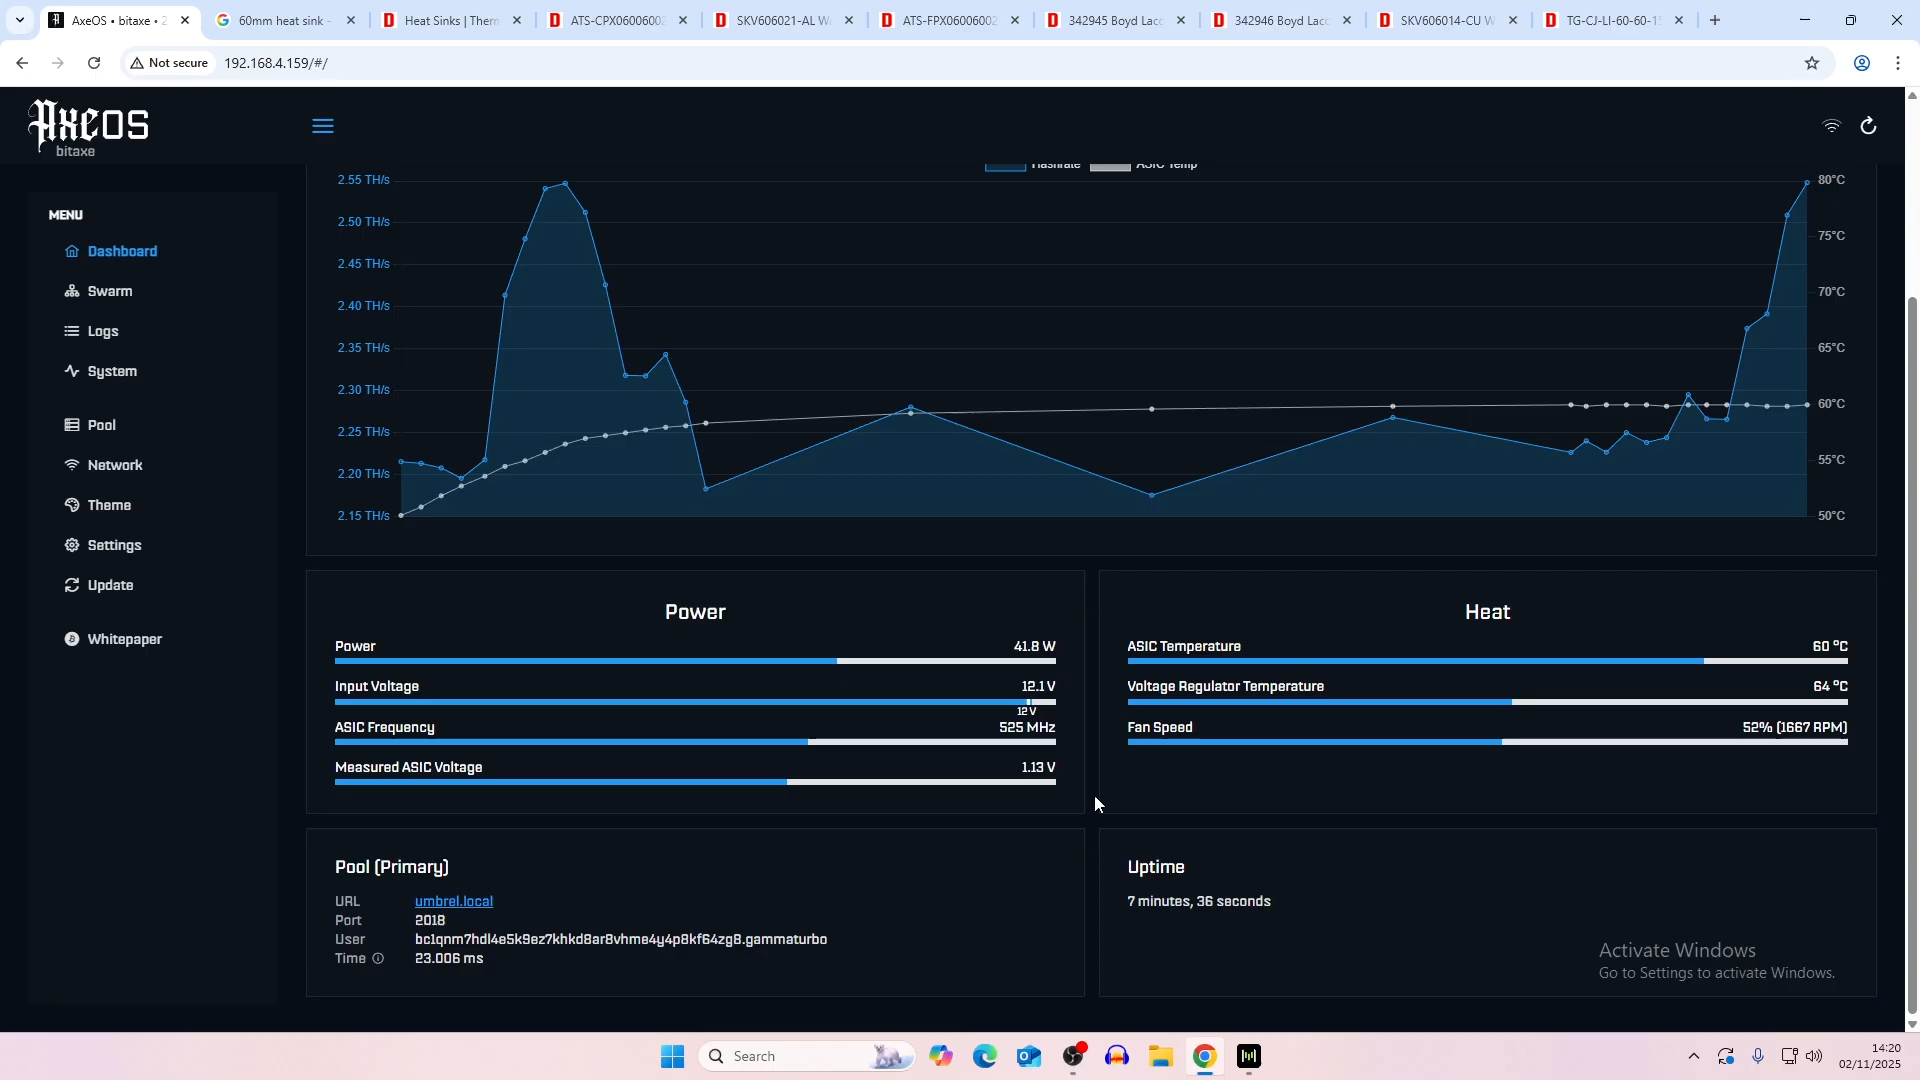 AxeOS • bitaxe • 2
60mm heat sink -
Heat Sinks | Therm
ATS-CPX06006002
SKV606021-AL W
ATS-FPX06006002
342945 Boyd Lac
342946 Boyd Lac
SKV606014-CU W
TG-CJ-LI-60-60-1
Not secure
192.168.4.159/#/
AxeOS
bitaxe
Hashrate
ASIC Temp
MENU
Dashboard
Swarm
Logs
System
Pool
Network
Theme
Settings
Update
Whitepaper
2.55 TH/s
2.50 TH/s
2.45 TH/s
2.40 TH/s
2.35 TH/s
2.30 TH/s
2.25 TH/s
2.20 TH/s
2.15 TH/s
80°C
75°C
70°C
65°C
60°C
55°C
50°C
Power
Power 41.8 W
Input Voltage 12.1 V
12 V
ASIC Frequency 525 MHz
Measured ASIC Voltage 1.13 V
Heat
ASIC Temperature 60 °C
Voltage Regulator Temperature 64 °C
Fan Speed 52% (1667 RPM)
Pool (Primary)
URL umbrel.local
Port 2018
User bc1qnm7hdl4e5k9ez7khkd8ar8vhme4y4p8kf64zg8.gammaturbo
Time 23.006 ms
Uptime
7 minutes, 36 seconds
Activate Windows
Go to Settings to activate Windows.
Search
14:20
02/11/2025